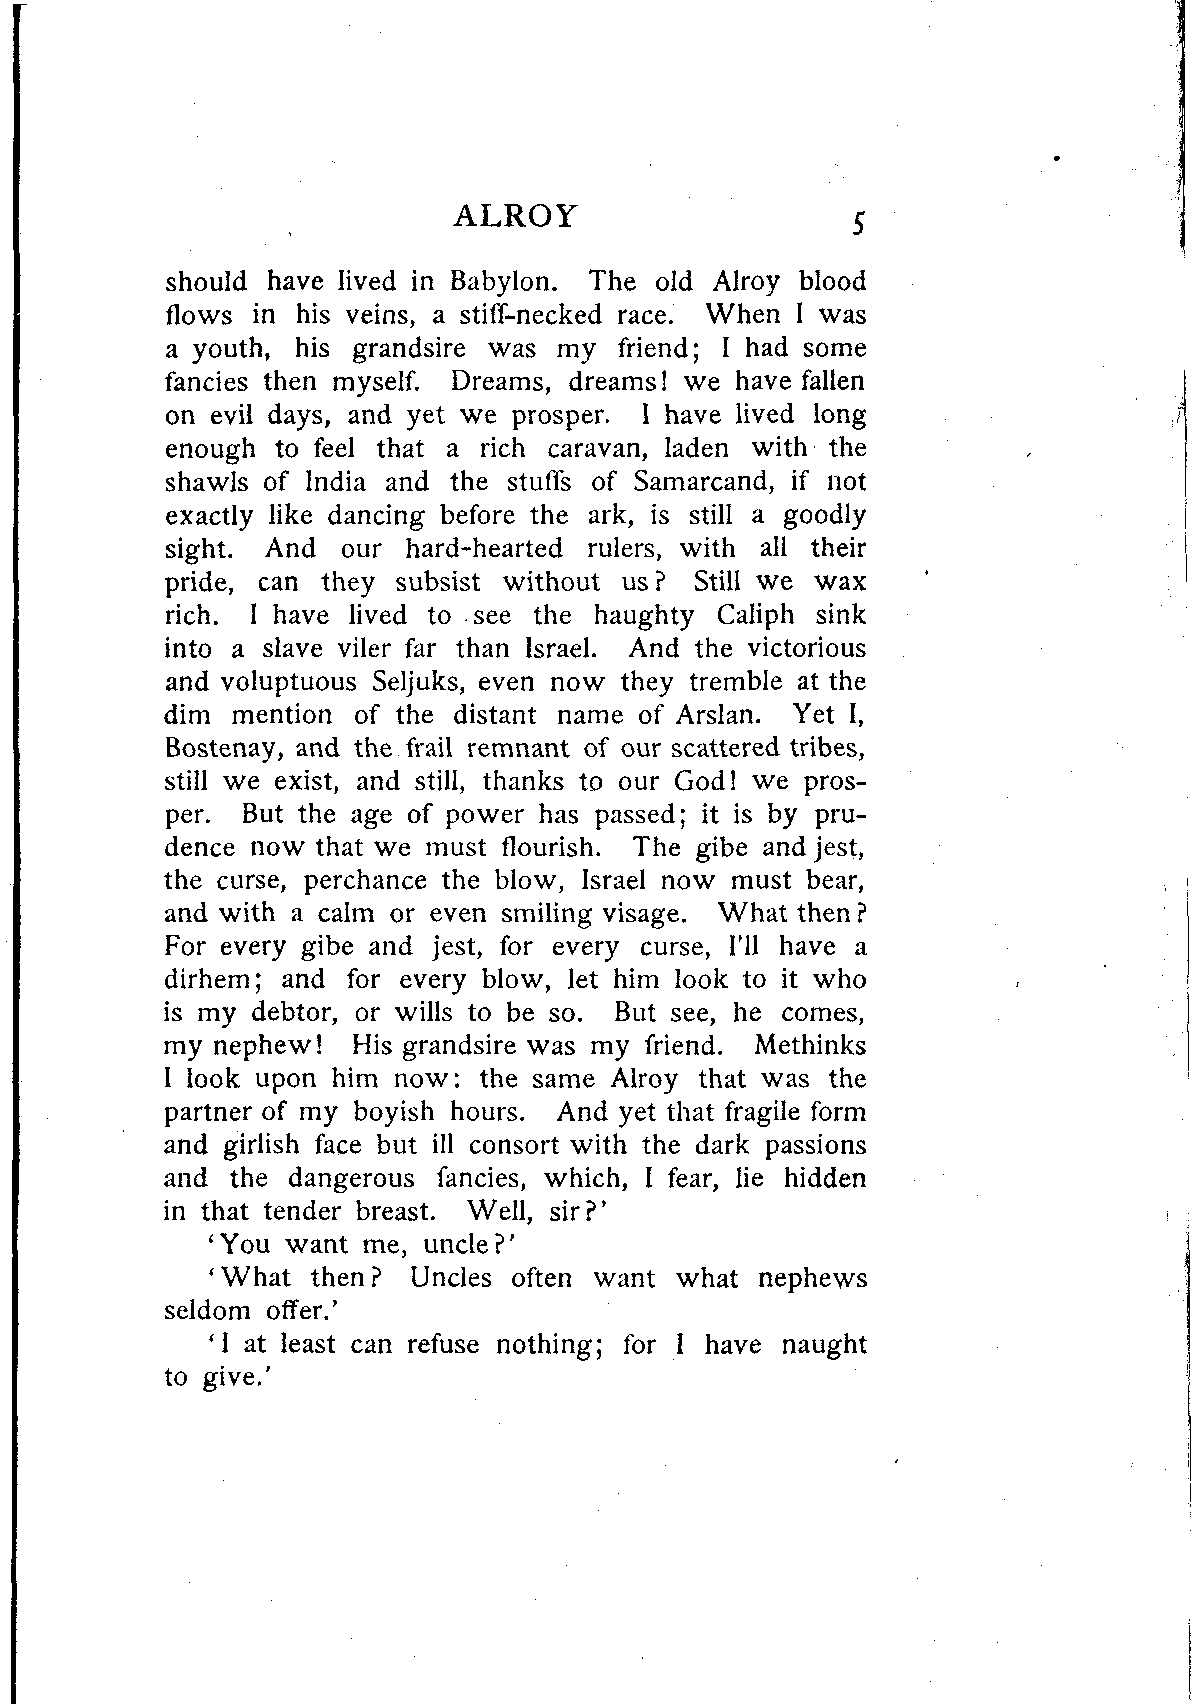 ALROY 5
should have lived in Babylon. The old Alroy blood
flows in his veins, a stiff-necked race. When I was
a youth, his grandsire was my friend; I had some
fancies then myself. Dreams, dreams! we have fallen
on evil days, and yet we prosper. I have lived long
enough to feel that a rich caravan, laden with the
shawls of India and the stuffs of Samarcand, if not
exactly like dancing before the ark, is still a goodly
sight. And our hard-hearted rulers, with all their
pride, can they subsist without us? Still we wax
rich. I have lived to see the haughty Caliph sink
into a slave viler far than Israel. And the victorious
and voluptuous Seljuks, even now they tremble at the
dim mention of the distant name of Arslan. Yet I,
Bostenay, and the frail remnant of our scattered tribes,
still we exist, and still, thanks to our God! we pros-
per. But the age of power has passed; it is by pru-
dence now that we must flourish. The gibe and jest,
the curse, perchance the blow, Israel now must bear,
and with a calm or even smiling visage. What then?
For every gibe and jest, for every curse, I'll have a
dirhem; and for every blow, let him look to it who
is my debtor, or wills to be so. But see, he comes,
my nephew! His grandsire was my friend. Methinks
I look upon him now: the same Alroy that was the
partner of my boyish hours. And yet that fragile form
and girlish face but ill consort with the dark passions
and the dangerous fancies, which, I fear, lie hidden
in that tender breast. Well, sir?'
'You want me, uncle?'
'What then? Uncles often want what nephews
seldom offer.'
'I at least can refuse nothing; for I have naught
to give.'